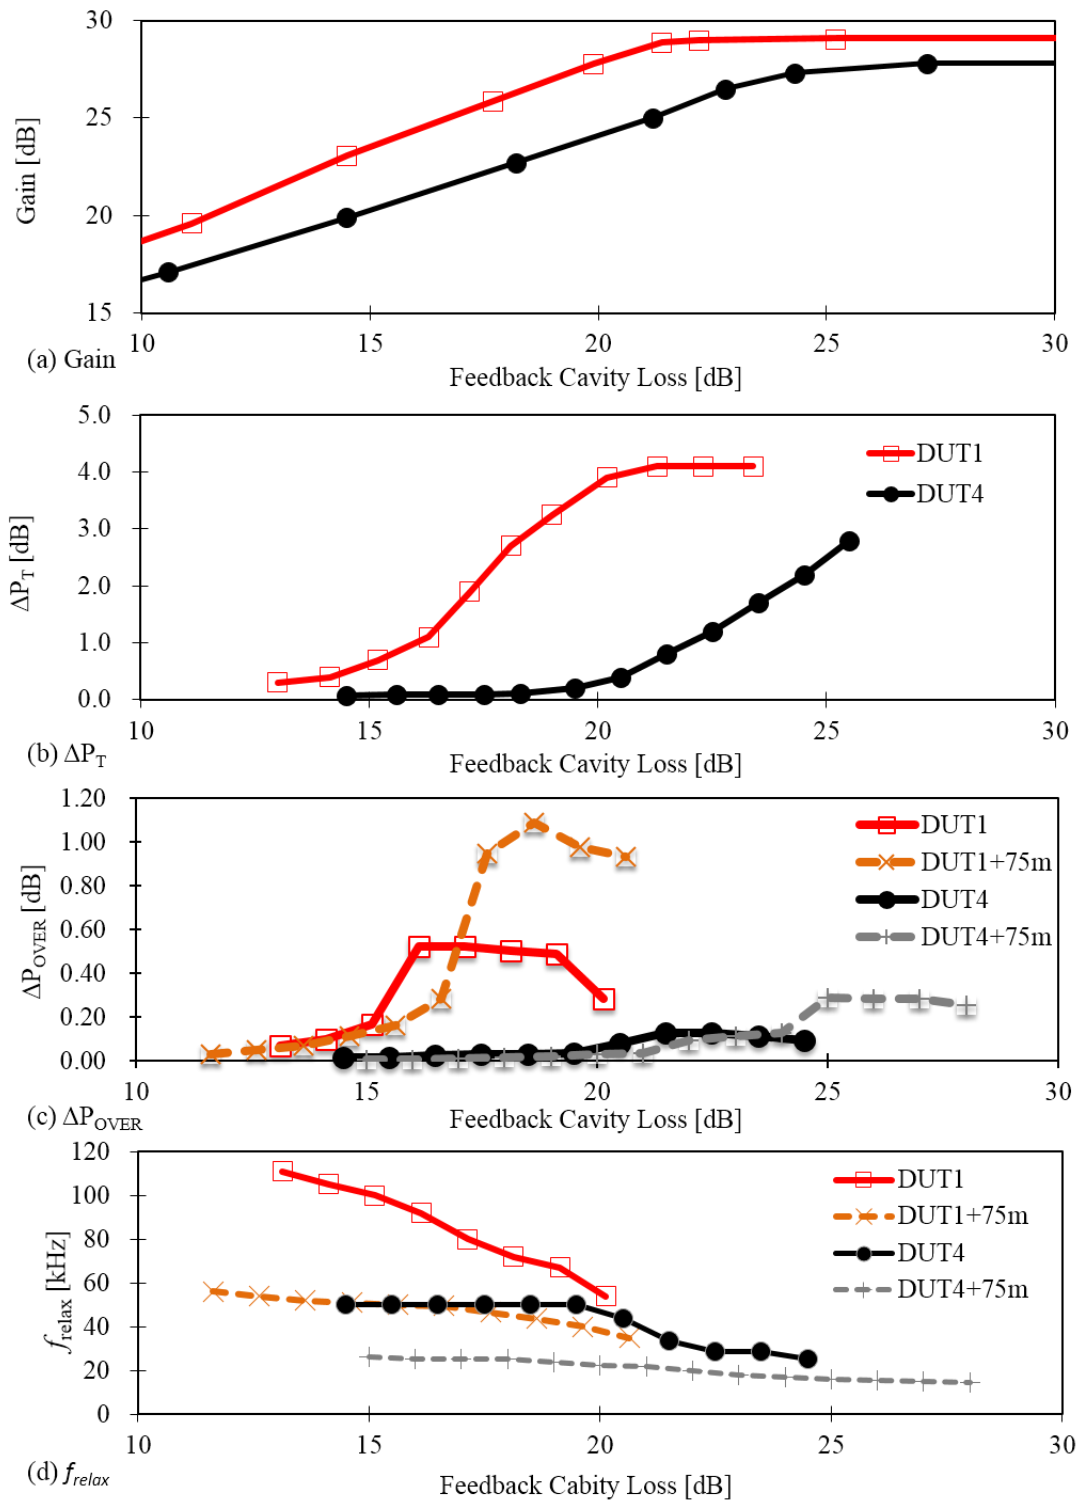 30
25
20
15
Gain [dB]
10 15 20 25 30
(a) Gain
Feedback Cavity Loss [dB]
5.0
4.0
3.0
2.0
1.0
0.0
ΔP_T [dB]
DUT1
DUT4
10 15 20 25 30
(b) ΔP_T
Feedback Cavity Loss [dB]
1.20
1.00
0.80
0.60
0.40
0.20
0.00
ΔP_OVER [dB]
DUT1
DUT1+75m
DUT4
DUT4+75m
10 15 20 25 30
(c) ΔP_OVER
Feedback Cavity Loss [dB]
120
100
80
60
40
20
0
f_relax [kHz]
DUT1
DUT1+75m
DUT4
DUT4+75m
10 15 20 25 30
(d) f_relax
Feedback Cabity Loss [dB]